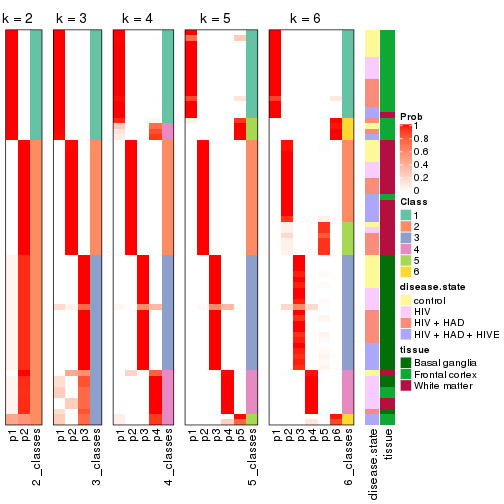 k = 2 k = 3 k = 4 k = 5 k = 6
p1 p2 2_classes p1 p2 p3 3_classes p1 p2 p3 p4 4_classes p1 p2 p3 p4 p5 5_classes p1 p2 p3 p4 p5 p6 6_classes disease.state tissue
Prob
1
0.8
0.6
0.4
0.2
0
Class
1
2
3
4
5
6
disease.state
control
HIV
HIV + HAD
HIV + HAD + HIVE
tissue
Basal ganglia
Frontal cortex
White matter